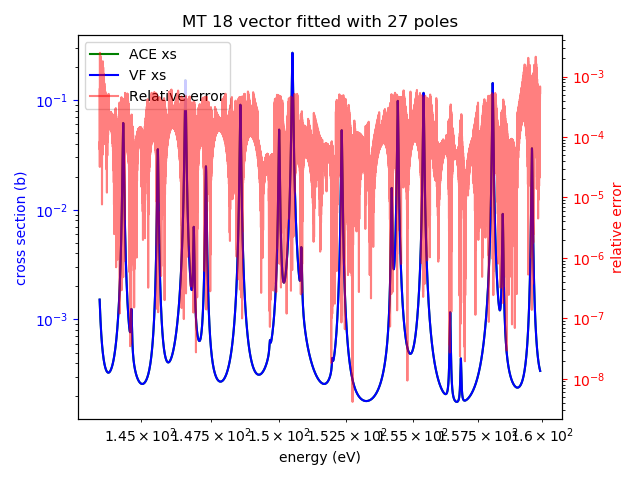 MT 18 vector fitted with 27 poles
ACE xs
VF xs
Relative error
10⁻¹
10⁻²
10⁻³
cross section (b)
10⁻³
10⁻⁴
10⁻⁵
10⁻⁶
10⁻⁷
10⁻⁸
relative error
1.45 × 10² 1.475 × 10² 1.5 × 10² 1.525 × 10² 1.55 × 10² 1.575 × 10² 1.6 × 10²
energy (eV)